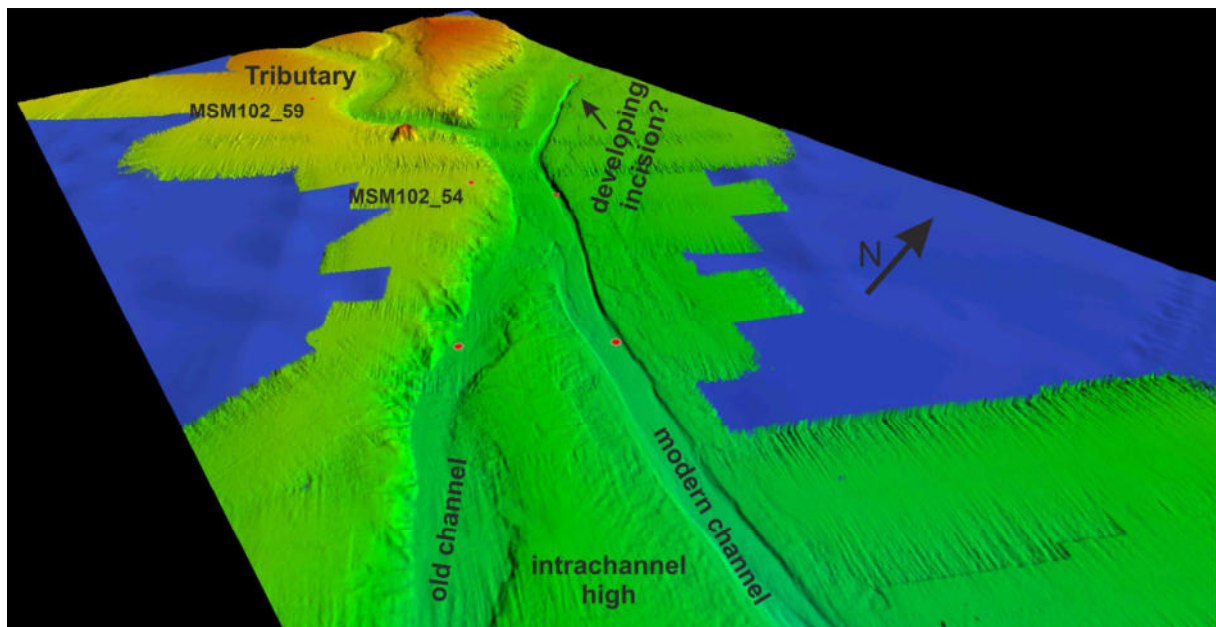 Tributary
MSM102_59
developing
incision?
MSM102_54
N
old channel
modern channel
intrachannel
high